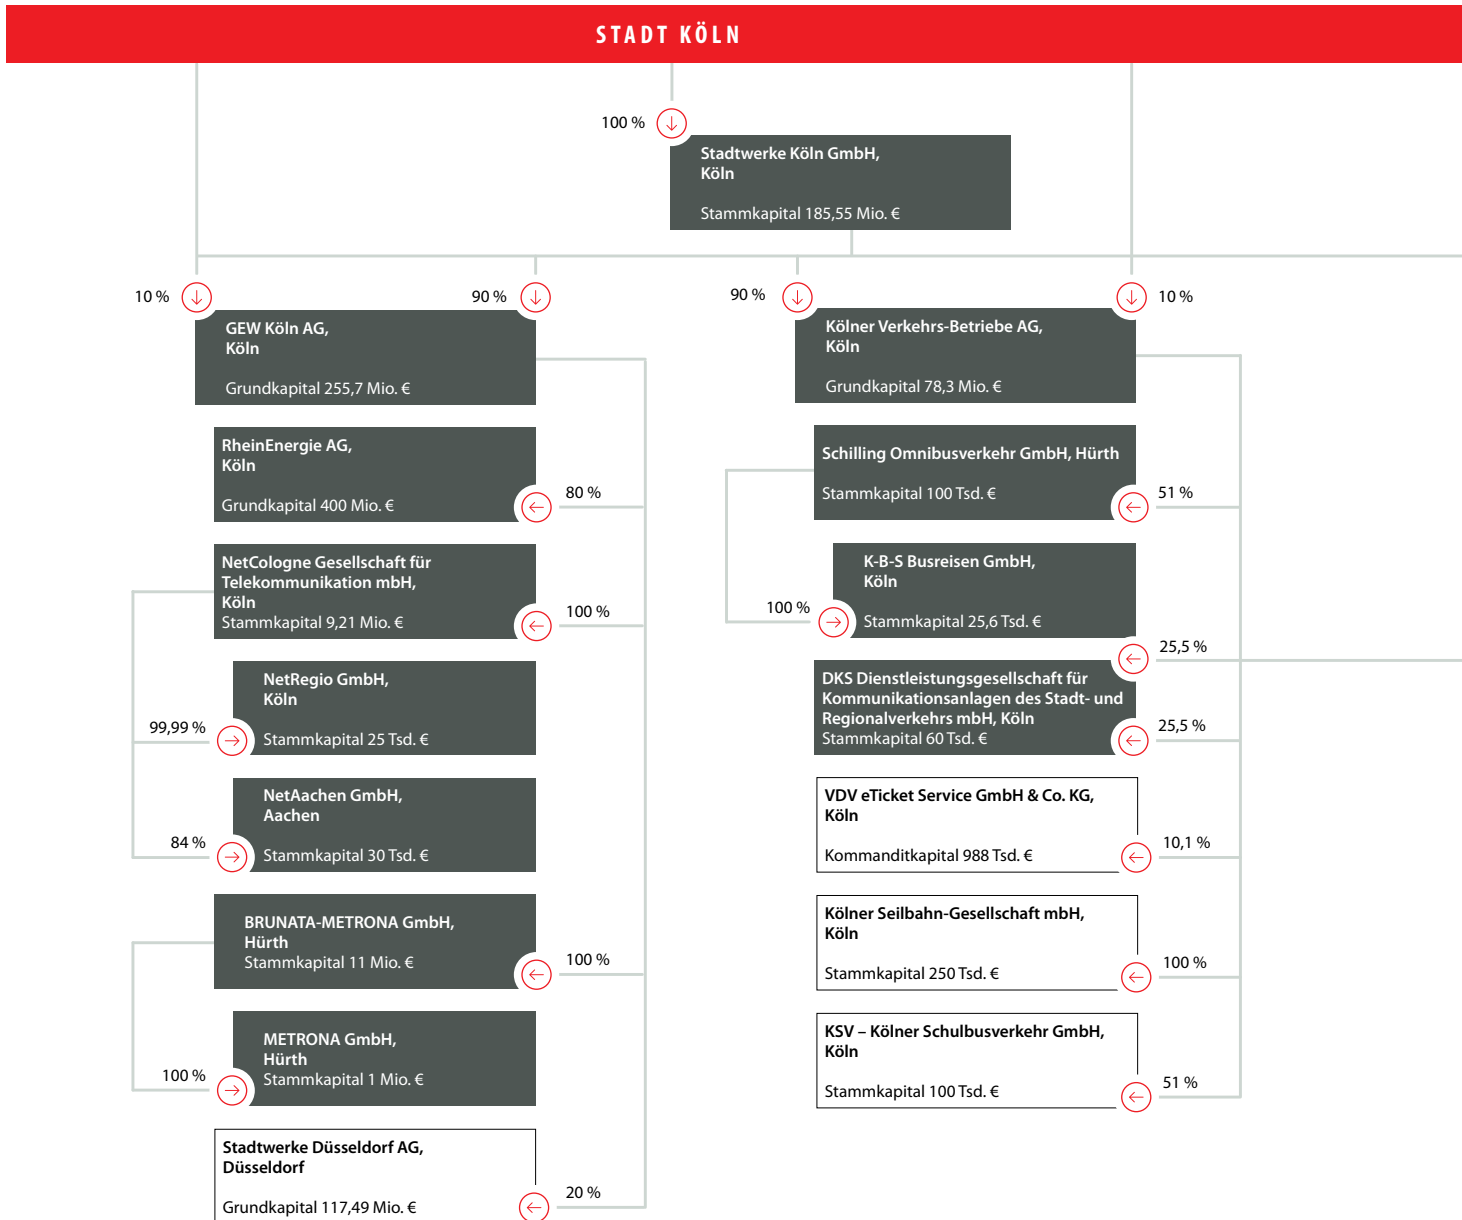 STADT KÖLN
100 %
Stadtwerke Köln GmbH,
Köln
Stammkapital 185,55 Mio. €
10 %
90 %
GEW Köln AG,
Köln
Grundkapital 255,7 Mio. €
RheinEnergie AG,
Köln
Grundkapital 400 Mio. €
80 %
NetCologne Gesellschaft für
Telekommunikation mbH,
Köln
Stammkapital 9,21 Mio. €
100 %
NetRegio GmbH,
Köln
Stammkapital 25 Tsd. €
99,99 %
NetAachen GmbH,
Aachen
Stammkapital 30 Tsd. €
84 %
BRUNATA-METRONA GmbH,
Hürth
Stammkapital 11 Mio. €
100 %
METRONA GmbH,
Hürth
Stammkapital 1 Mio. €
100 %
Stadtwerke Düsseldorf AG,
Düsseldorf
Grundkapital 117,49 Mio. €
20 %
90 %
10 %
Kölner Verkehrs-Betriebe AG,
Köln
Grundkapital 78,3 Mio. €
Schilling Omnibusverkehr GmbH, Hürth
Stammkapital 100 Tsd. €
51 %
K-B-S Busreisen GmbH,
Köln
Stammkapital 25,6 Tsd. €
100 %
25,5 %
DKS Dienstleistungsgesellschaft für
Kommunikationsanlagen des Stadt- und
Regionalverkehrs mbH, Köln
Stammkapital 60 Tsd. €
25,5 %
VDV eTicket Service GmbH & Co. KG,
Köln
Kommanditkapital 988 Tsd. €
10,1 %
Kölner Seilbahn-Gesellschaft mbH,
Köln
Stammkapital 250 Tsd. €
100 %
KSV – Kölner Schulbusverkehr GmbH,
Köln
Stammkapital 100 Tsd. €
51 %